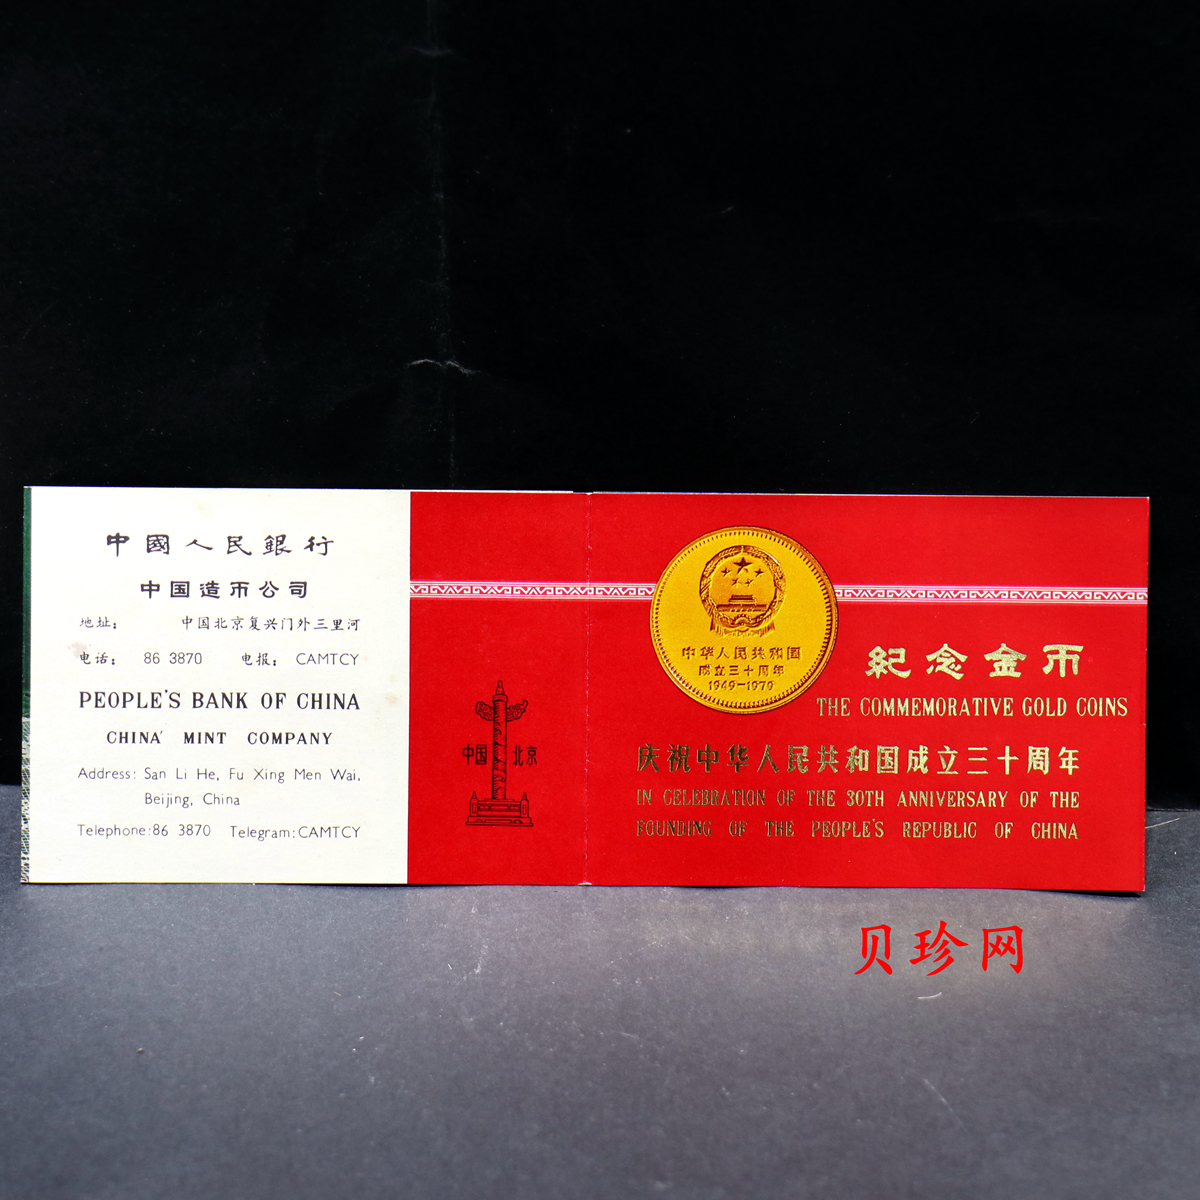 中國人民銀行
中国造币公司
地址： 中国北京复兴门外三里河
电话： 86 3870 电报： CAMTCY
PEOPLE'S BANK OF CHINA
CHINA' MINT COMPANY
Address: San Li He, Fu Xing Men Wai,
Beijing, China
Telephone:86 3870 Telegram:CAMTCY
中国 北京
中华人民共和国
成立三十周年
1949-1979
紀念金币
THE COMMEMORATIVE GOLD COINS
庆祝中华人民共和国成立三十周年
IN CELEBRATION OF THE 30TH ANNIVERSARY OF THE
FOUNDING OF THE PEOPLE'S REPUBLIC OF CHINA
贝珍网